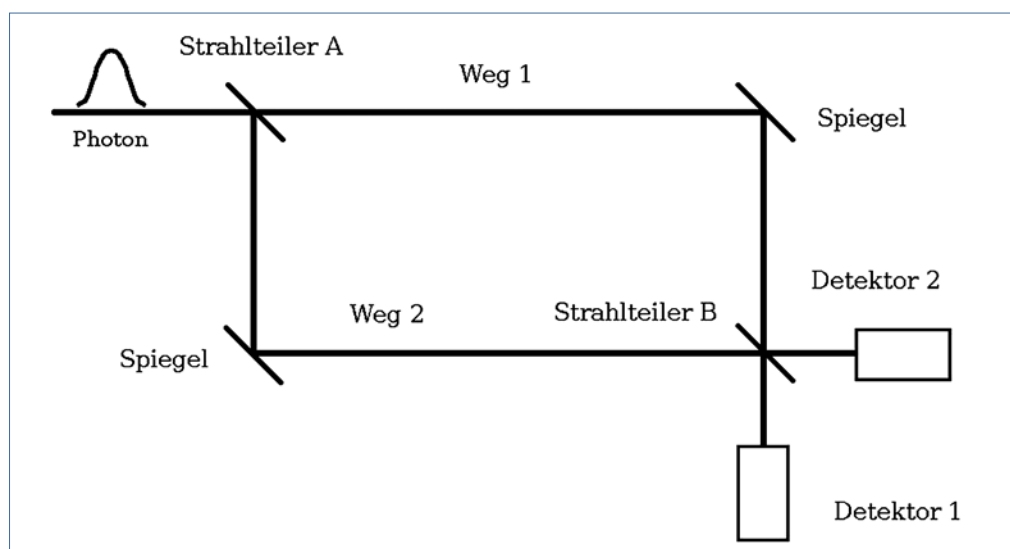 Strahlteiler A
Weg 1
Spiegel
Photon
Detektor 2
Weg 2
Strahlteiler B
Spiegel
Detektor 1